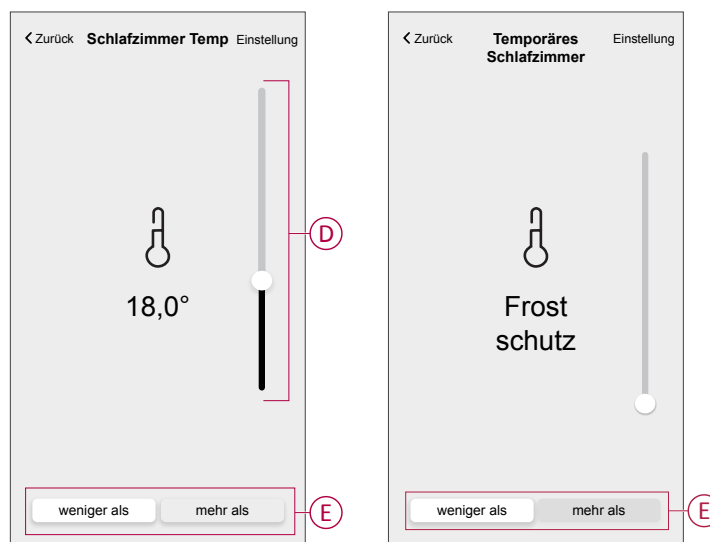 Zurück Schlafzimmer Temp Einstellung
D
18,0°
weniger als mehr als
E
Zurück Temporäres Einstellung
Schlafzimmer
Frost
schutz
weniger als mehr als
E